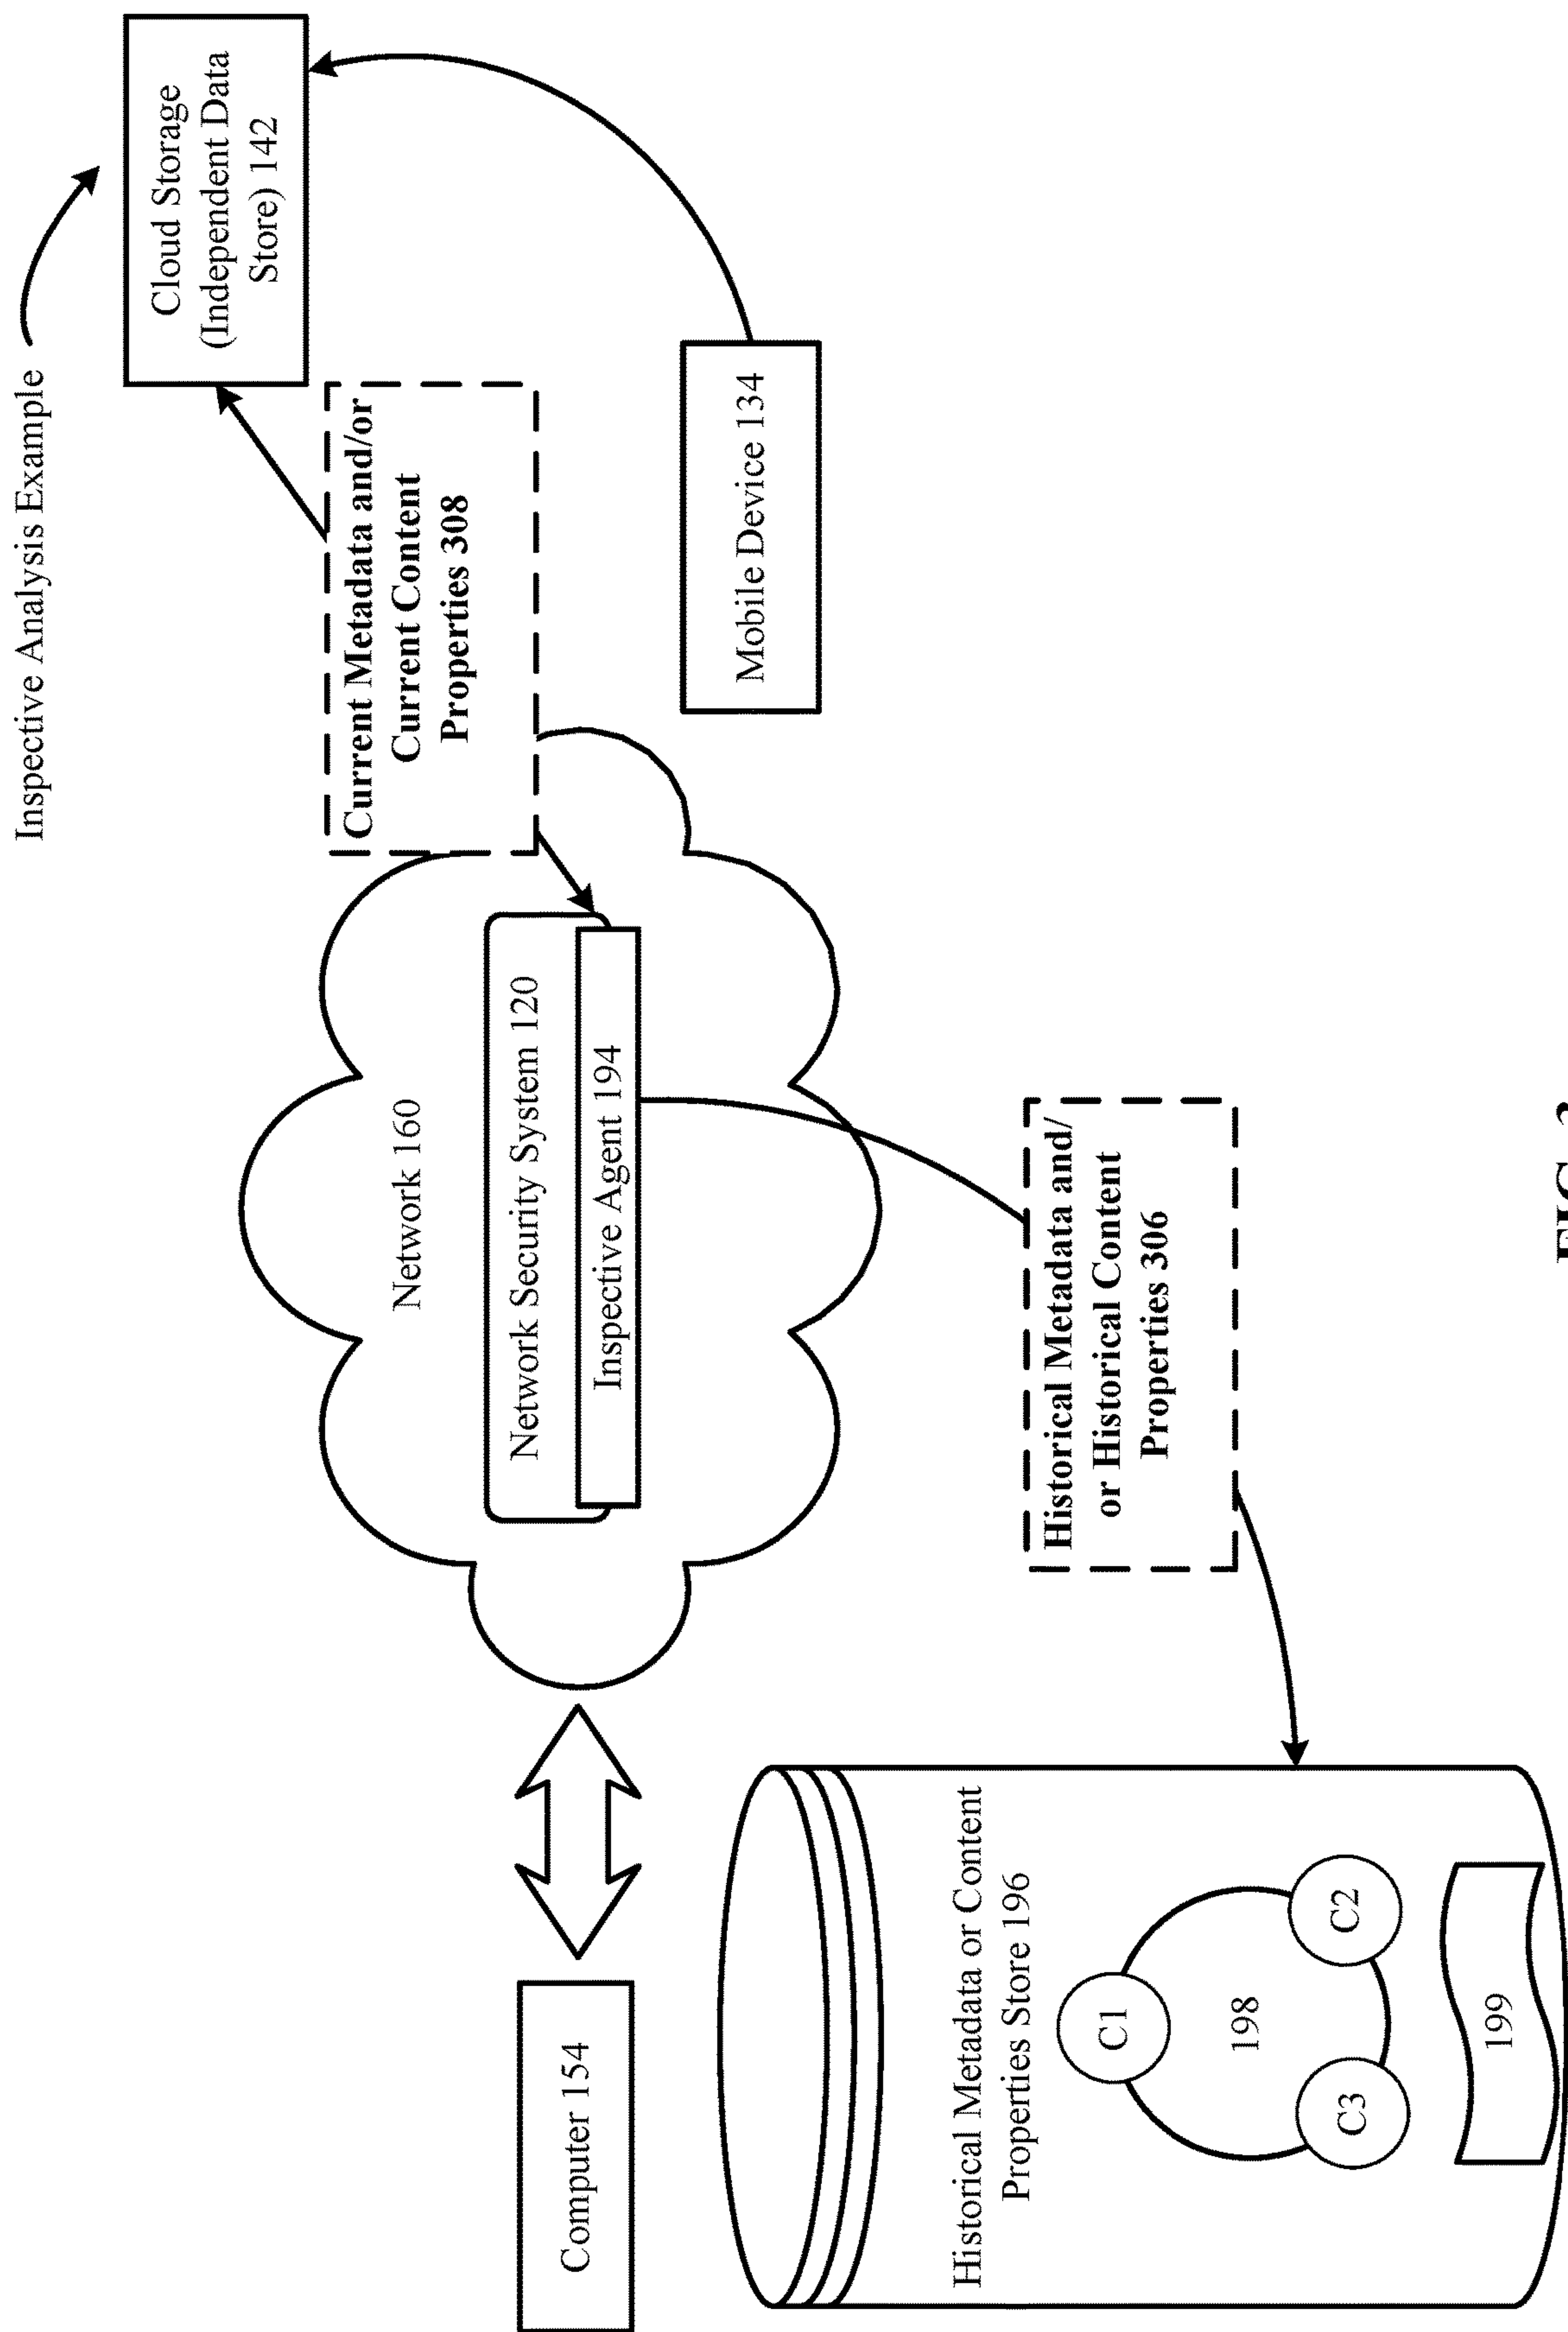 Inspective Analysis Example
Cloud Storage
(Independent Data
Store) 142
Current Metadata and/or
Current Content
Properties 308
Mobile Device 134
Network 160
Network Security System 120
Inspective Agent 194
Historical Metadata and/
or Historical Content
Properties 306
Computer 154
Historical Metadata or Content
Properties Store 196
C1
198
C2
C3
199